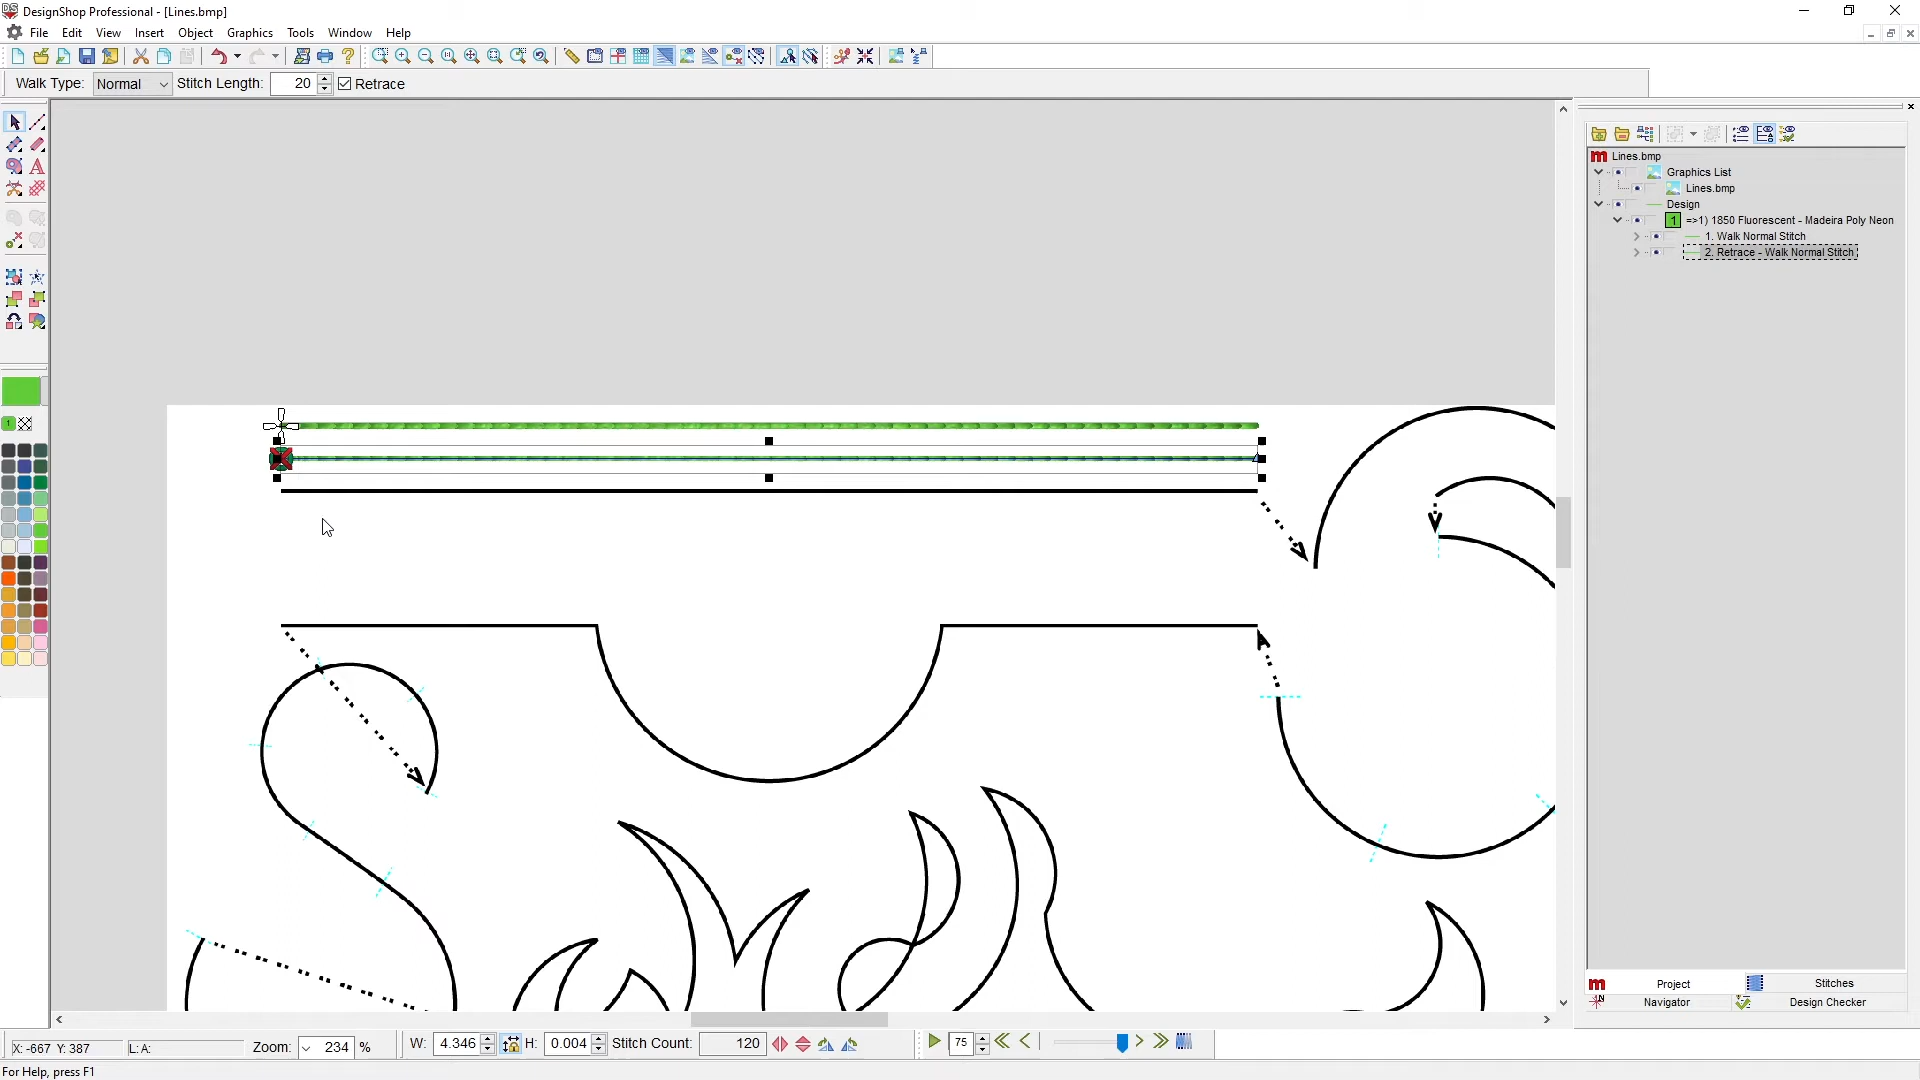 DesignShop Professional - [Lines.bmp]
File Edit View Insert Object Graphics Tools Window Help
Walk Type: Normal Stitch Length: 20 Retrace
Lines.bmp
Graphics List
Lines.bmp
Design
1 =>1) 1850 Fluorescent - Madeira Poly Neon
1. Walk Normal Stitch
2. Retrace - Walk Normal Stitch
1
Project Stitches
Navigator Design Checker
X: -667 Y: 387 L: A: Zoom: 234 % W: 4.346 H: 0.004 Stitch Count: 120 75
For Help, press F1